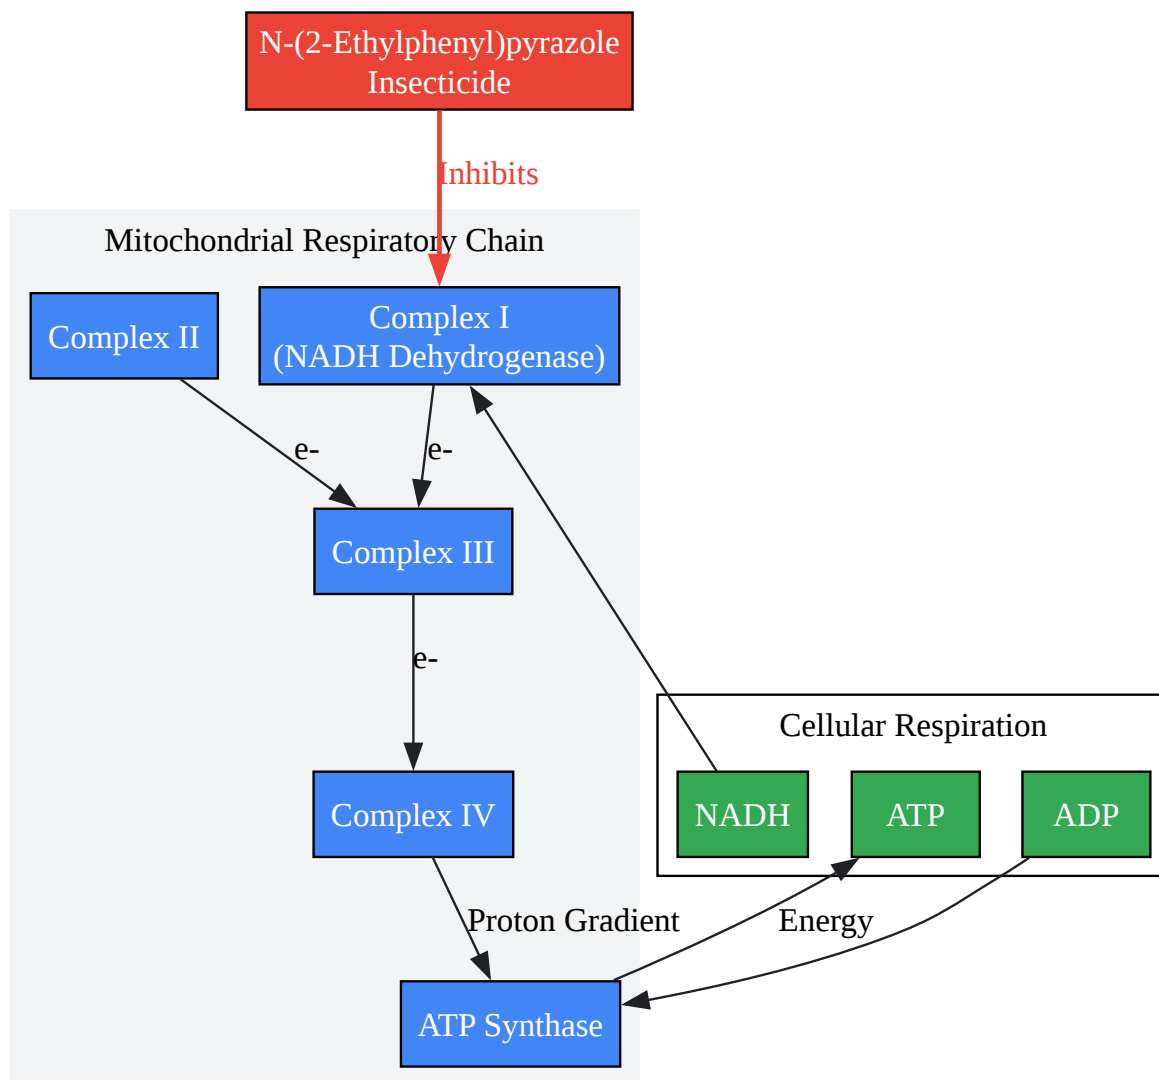 N-(2-Ethylphenyl)pyrazole
Insecticide
Inhibits
Mitochondrial Respiratory Chain
Complex II
Complex I
(NADH Dehydrogenase)
e-
e-
Complex III
e-
Cellular Respiration
Complex IV
NADH
ATP
ADP
Proton Gradient
Energy
ATP Synthase